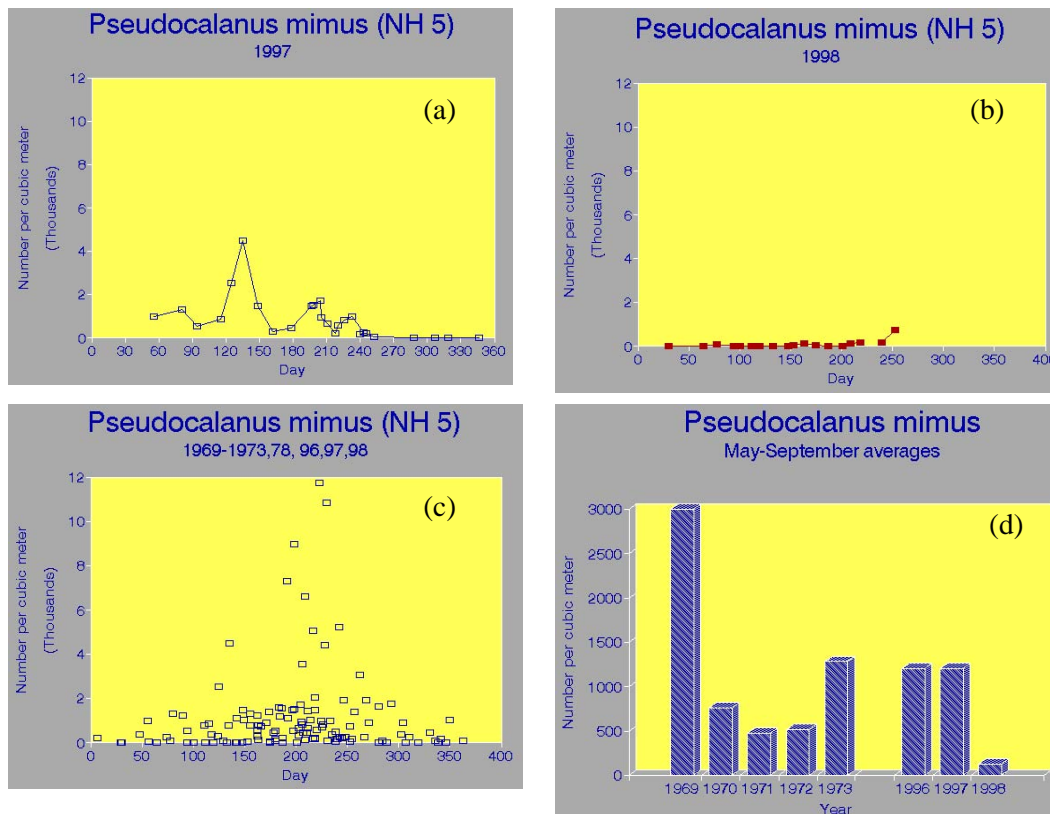 Pseudocalanus mimus (NH 5)
1997
(a)
12
10
8
6
4
2
0
Number per cubic meter
(Thousands)
0 30 60 90 120 150 180 210 240 270 300 330 360
Day
Pseudocalanus mimus (NH 5)
1998
(b)
12
10
8
6
4
2
0
Number per cubic meter
(Thousands)
0 50 100 150 200 250 300 350 400
Day
Pseudocalanus mimus (NH 5)
1969-1973,78, 96,97,98
(c)
12
10
8
6
4
2
0
Number per cubic meter
(Thousands)
0 50 100 150 200 250 300 350 400
Day
Pseudocalanus mimus
May-September averages
(d)
3000
2500
2000
1500
1000
500
0
Number per cubic meter
1969 1970 1971 1972 1973 1996 1997 1998
Year